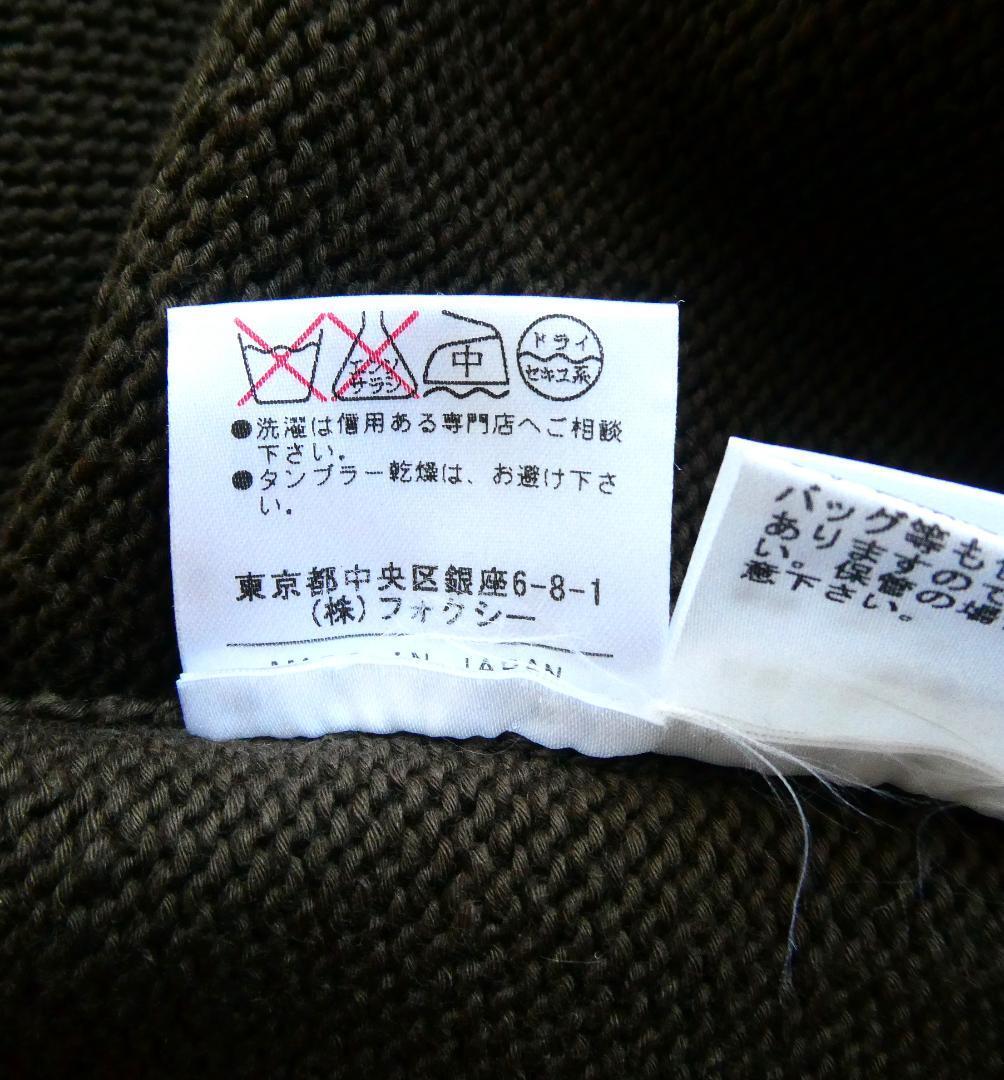 エンソ
サラシ
中
ドライ
セキユ系
●洗濯は信用ある専門店へご相談
下さい。
●タンブラー乾燥は、お避け下さ
い。
東京都中央区銀座6-8-1
(株)フォクシー
MADE IN JAPAN
バッグ等も
あります
い。保管の
意下さい。